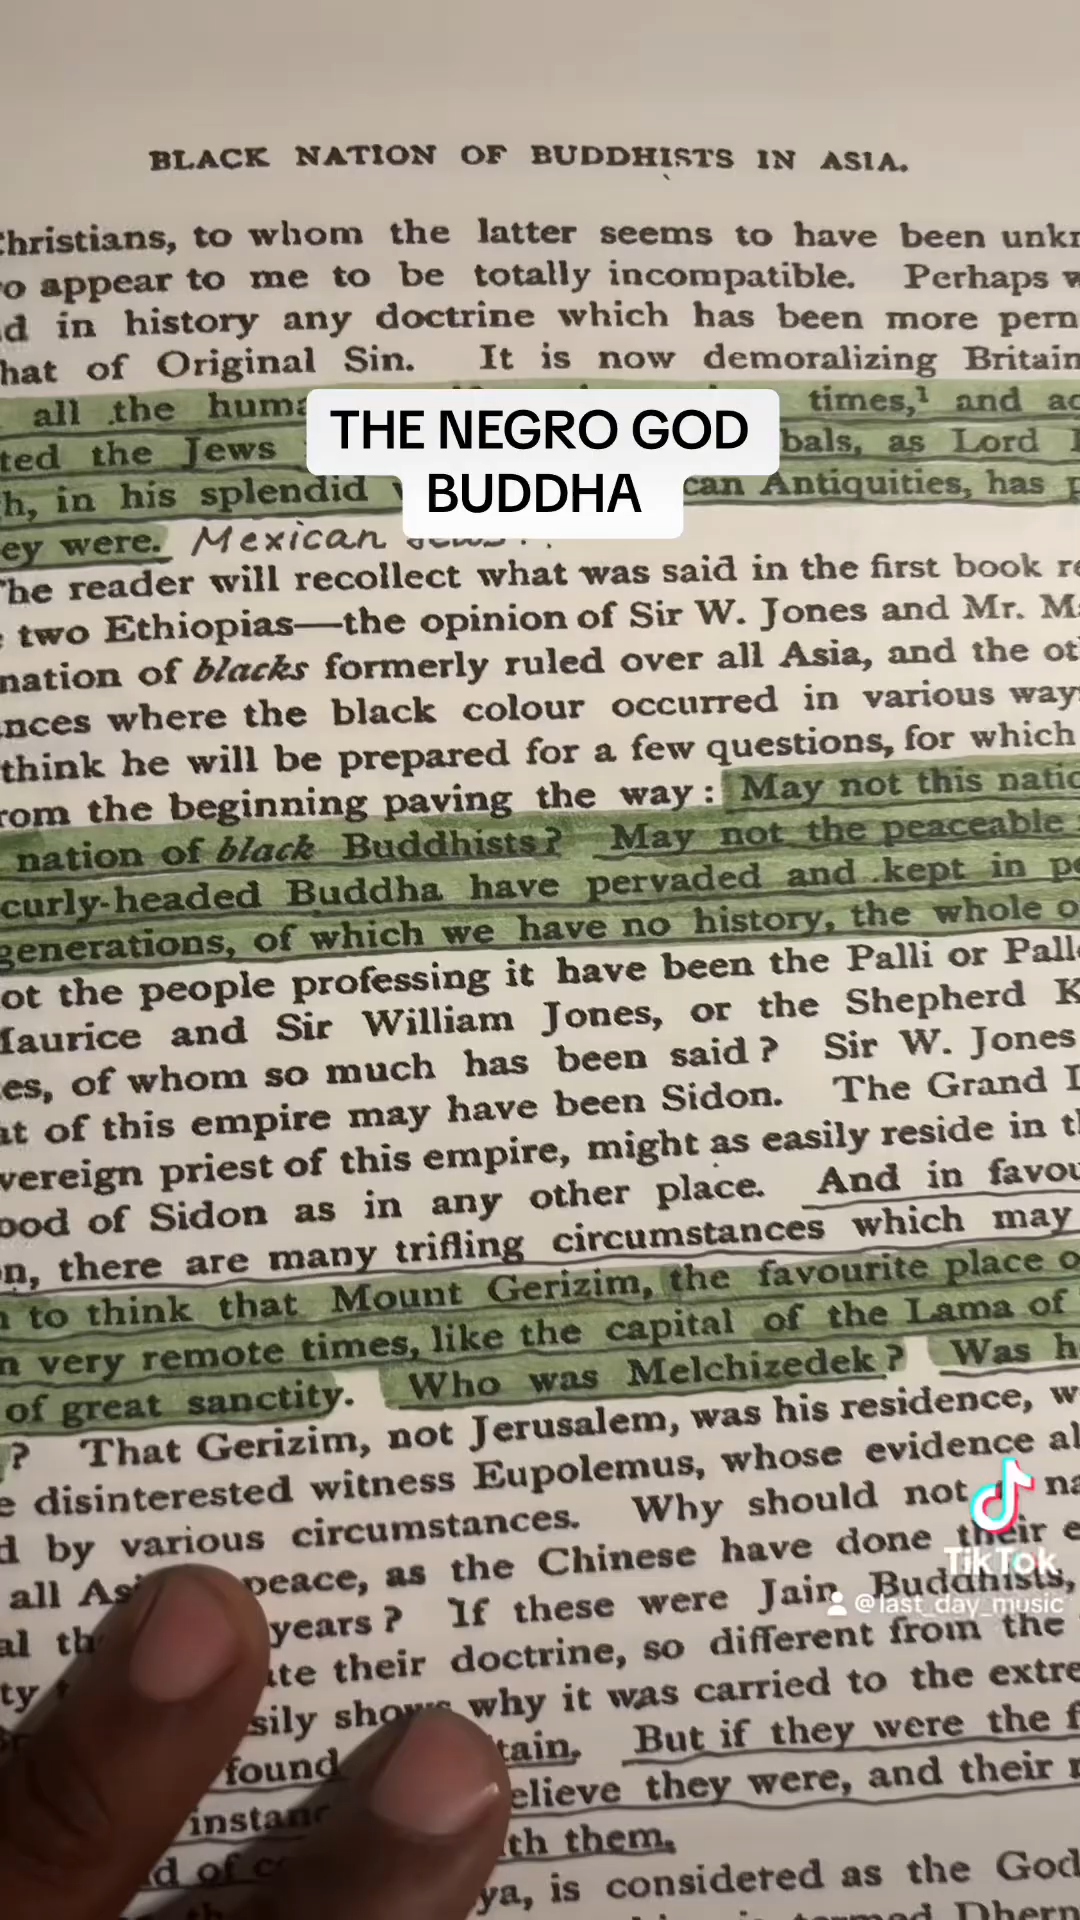 BLACK NATION OF BUDDHISTS IN ASIA.
Christians, to whom the latter seems to have been
appear to me to be totally incompatible. Perhaps
in history any doctrine which has been more
hat of Original Sin. It is now demoralizing Britain
all the times,¹ and
ted the Jews bals, as Lord
h, in his splendid can Antiquities, has
ey were. Mexican
THE NEGRO GOD
BUDDHA
The reader will recollect what was said in the first book
two Ethiopias—the opinion of Sir W. Jones and Mr.
nation of blacks formerly ruled over all Asia, and the
nces where the black colour occurred in various
think he will be prepared for a few questions, for which
rom the beginning paving the way: May not this
nation of black Buddhists? May not the peaceable
curly-headed Buddha have pervaded and kept in
generations, of which we have no history, the whole
ot the people professing it have been the Palli or
Maurice and Sir William Jones, or the Shepherd
es, of whom so much has been said? Sir W. Jones
at of this empire may have been Sidon. The Grand
vereign priest of this empire, might as easily reside in
ood of Sidon as in any other place. And in
n, there are many trifling circumstances which may
to think that Mount Gerizim, the favourite place
n very remote times, like the capital of the Lama of
of great sanctity. Who was Melchizedek? Was
? That Gerizim, not Jerusalem, was his residence,
e disinterested witness Eupolemus, whose evidence
d by various circumstances. Why should not
all peace, as the Chinese have done their
al years? If these were Jain Buddhists,
their doctrine, so different from the
why it was carried to the
found tain. But if they were the
instan elieve they were, and their
th them.
ya, is considered as the God
TikTok
@last_day_music